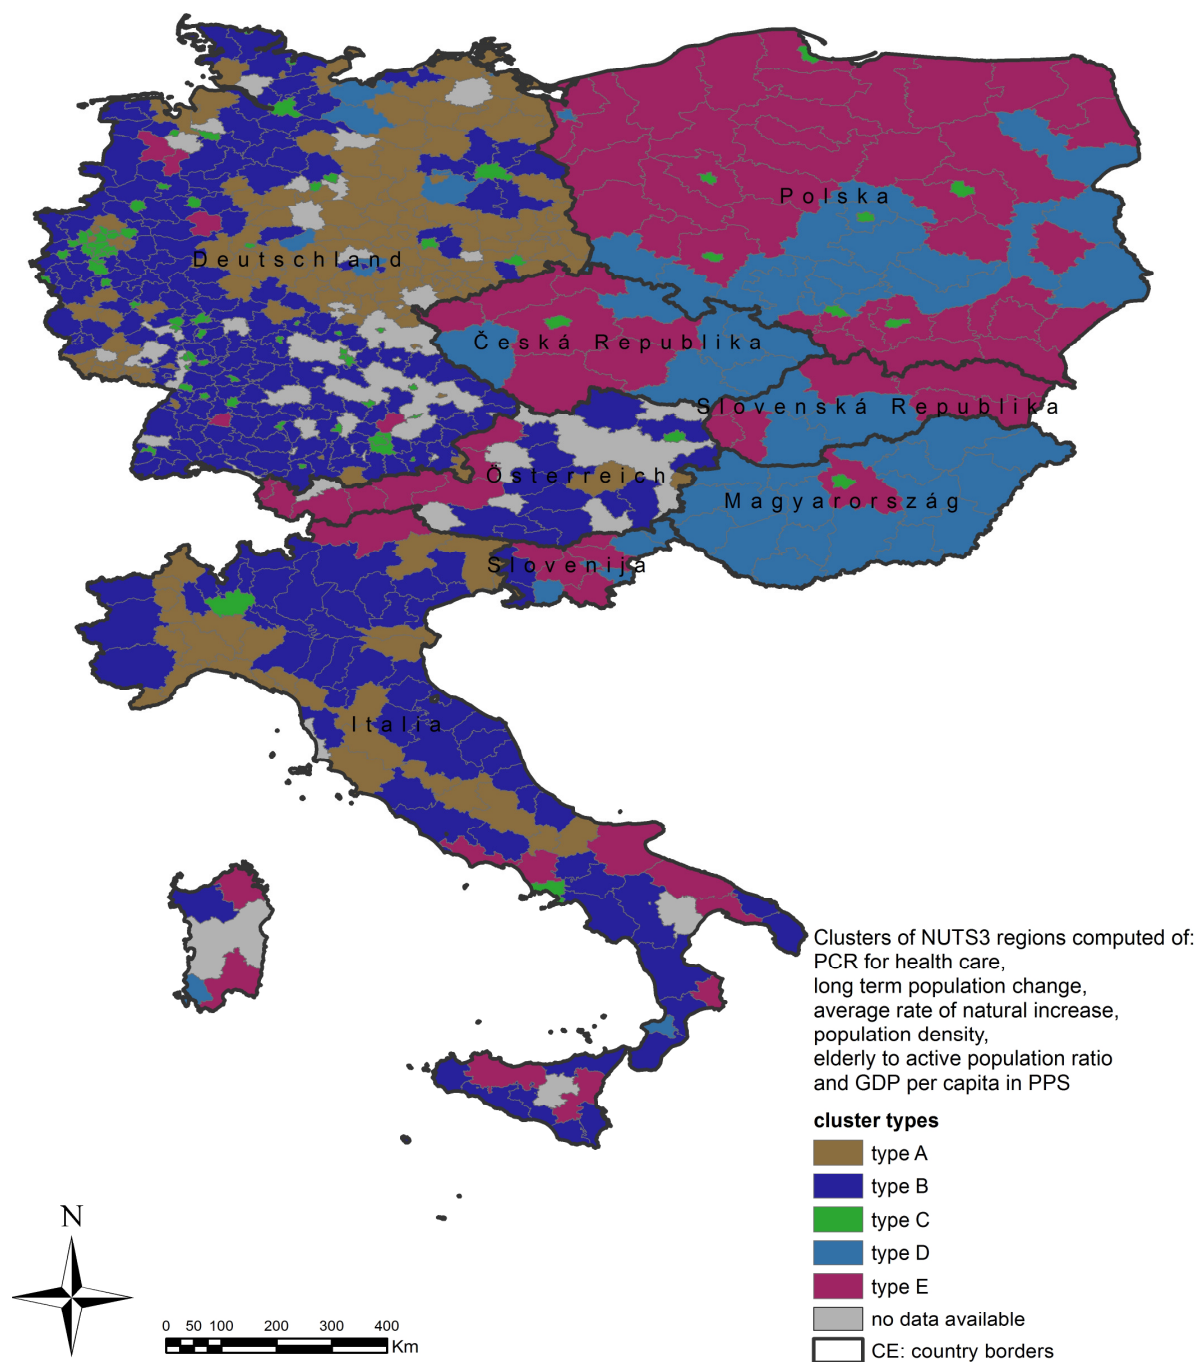 Polska
Deutschland
Česká Republika
Slovenská Republika
Österreich
Magyarország
Slovenija
Italia
Clusters of NUTS3 regions computed of:
PCR for health care,
long term population change,
average rate of natural increase,
population density,
elderly to active population ratio
and GDP per capita in PPS
cluster types
type A
type B
type C
type D
type E
no data available
CE: country borders
N
0 50 100 200 300 400
Km